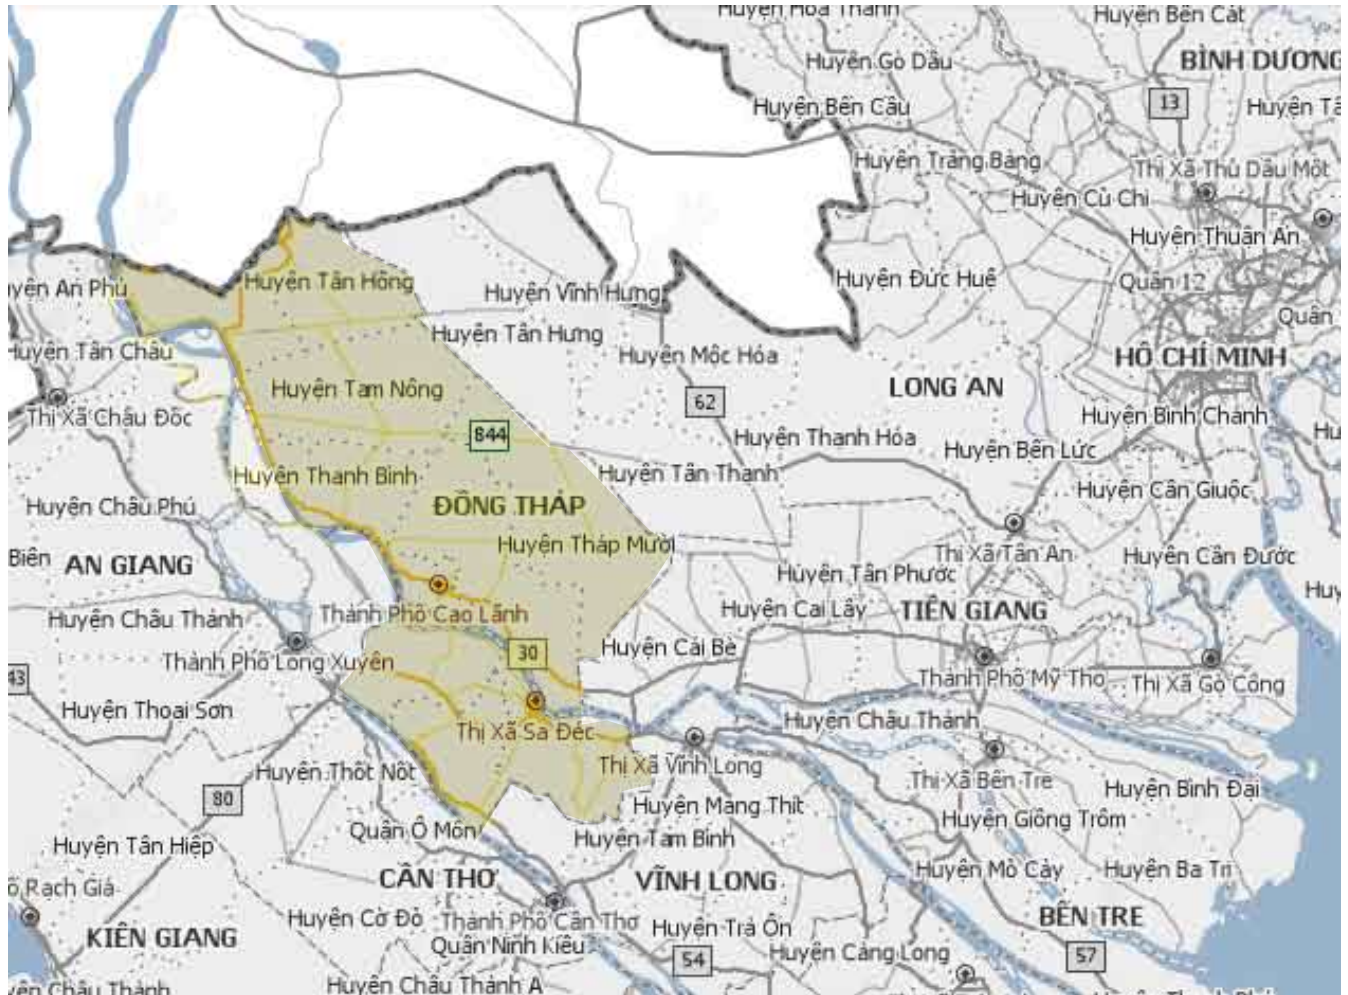 Huyện Hòa Thành
Huyện Bến Cát
Huyện Gò Dầu
BÌNH DƯƠNG
Huyện Bến Cầu
13
Huyện Trảng Bàng
Thị Xã Thủ Dầu Một
Huyện Củ Chi
Huyện Thuận An
Huyện Tân Hồng
Huyện Vĩnh Hưng
Huyện Đức Huệ
Quận 12
Quận
Huyện Tân Hưng
Huyện Tân Châu
Huyện Mộc Hóa
HỒ CHÍ MINH
Huyện Tam Nông
62
LONG AN
Thị Xã Châu Đốc
844
Huyện Thạnh Hóa
Huyện Bình Chánh
Huyện Bến Lức
Huyện Thanh Bình
Huyện Tân Thạnh
Huyện Cần Giuộc
Huyện Châu Phú
ĐỒNG THÁP
Huyện Tháp Mười
Thị Xã Tân An
Huyện Cần Đước
Biên
AN GIANG
Huyện Tân Phước
Thành Phố Cao Lãnh
Huyện Cai Lậy
TIỀN GIANG
Huyện Châu Thành
Thành Phố Long Xuyên
30
Huyện Cái Bè
43
Thành Phố Mỹ Tho
Thị Xã Gò Công
Huyện Thoại Sơn
Thị Xã Sa Đéc
Huyện Châu Thành
Huyện Thốt Nốt
Thị Xã Vĩnh Long
Thị Xã Bến Tre
Huyện Bình Đại
80
Huyện Mang Thít
Huyện Giồng Trôm
Quận Ô Môn
Huyện Tam Bình
Huyện Tân Hiệp
CẦN THƠ
VĨNH LONG
Huyện Mỏ Cày
Huyện Ba Tri
Rạch Giá
Huyện Cờ Đỏ
Thành Phố Cần Thơ
Huyện Trà Ôn
BẾN TRE
KIÊN GIANG
Quận Ninh Kiều
Huyện Càng Long
54
57
Huyện Châu Thành A
Châu Thành